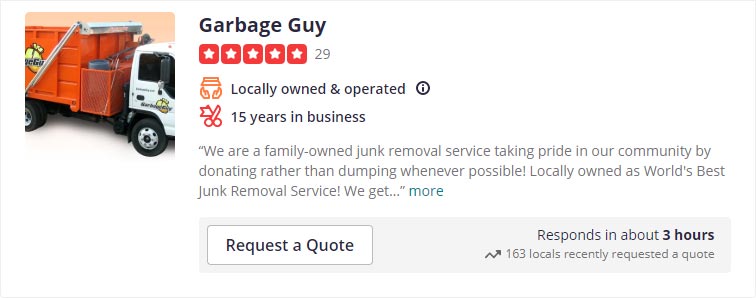 Garbage Guy
29
Locally owned & operated
15 years in business
“We are a family-owned junk removal service taking pride in our community by
donating rather than dumping whenever possible! Locally owned as World's Best
Junk Removal Service! We get...” more
Request a Quote
Responds in about 3 hours
163 locals recently requested a quote